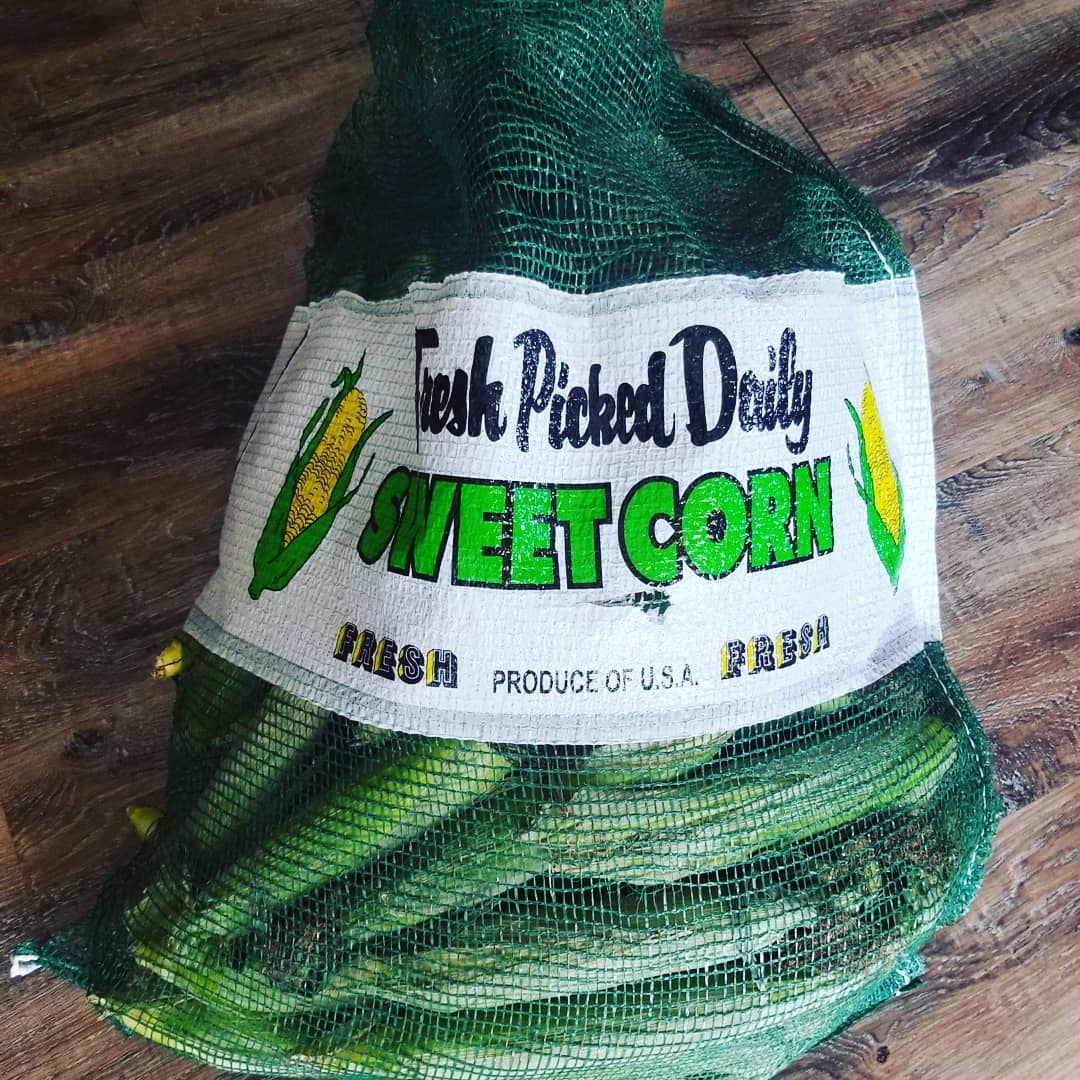 Fresh Picked Daily
SWEET CORN
FRESH PRODUCE OF U.S.A. FRESH